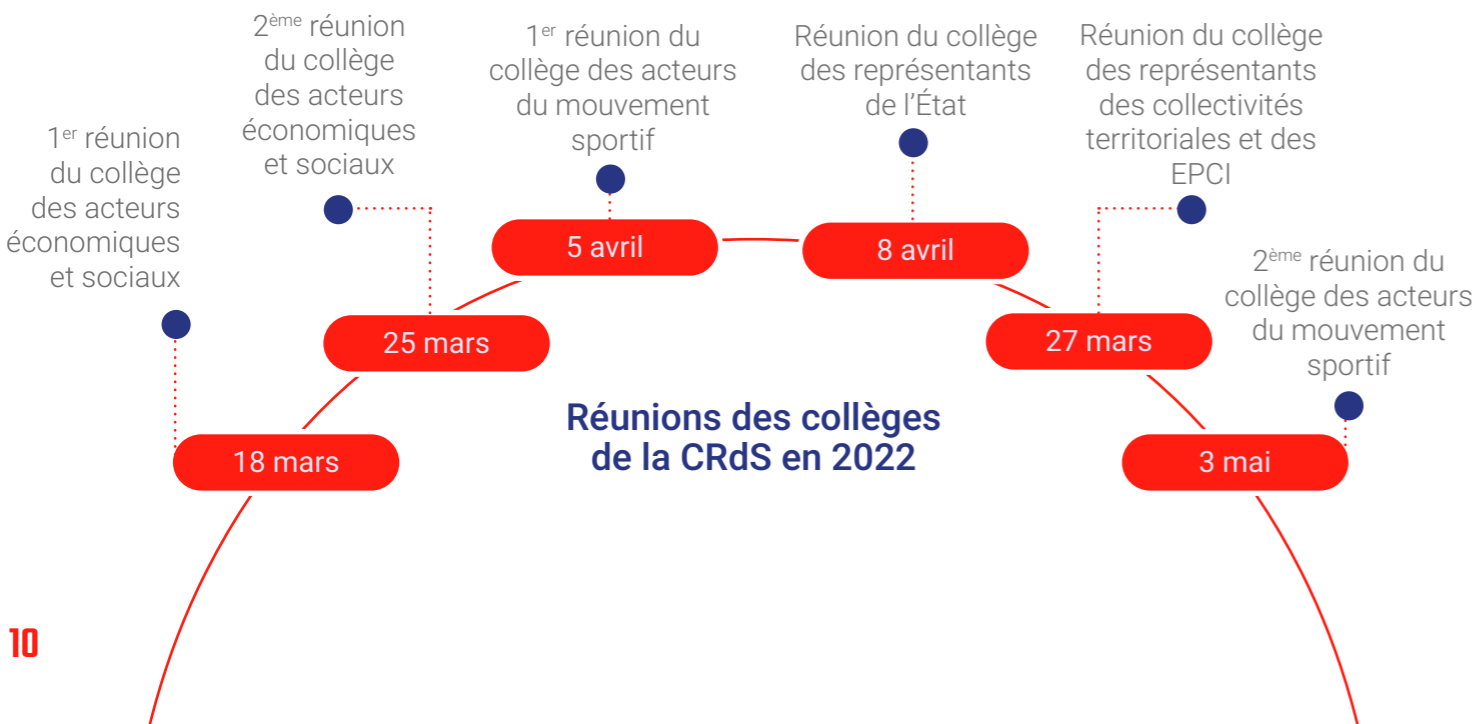 1er réunion
du collège
des acteurs
économiques
et sociaux
18 mars
2ème réunion
du collège
des acteurs
économiques
et sociaux
25 mars
1er réunion du
collège des acteurs
du mouvement
sportif
5 avril
Réunion du collège
des représentants
de l'État
8 avril
Réunion du collège
des représentants
des collectivités
territoriales et des
EPCI
27 mars
2ème réunion du
collège des acteurs
du mouvement
sportif
3 mai
Réunions des collèges
de la CRdS en 2022
10